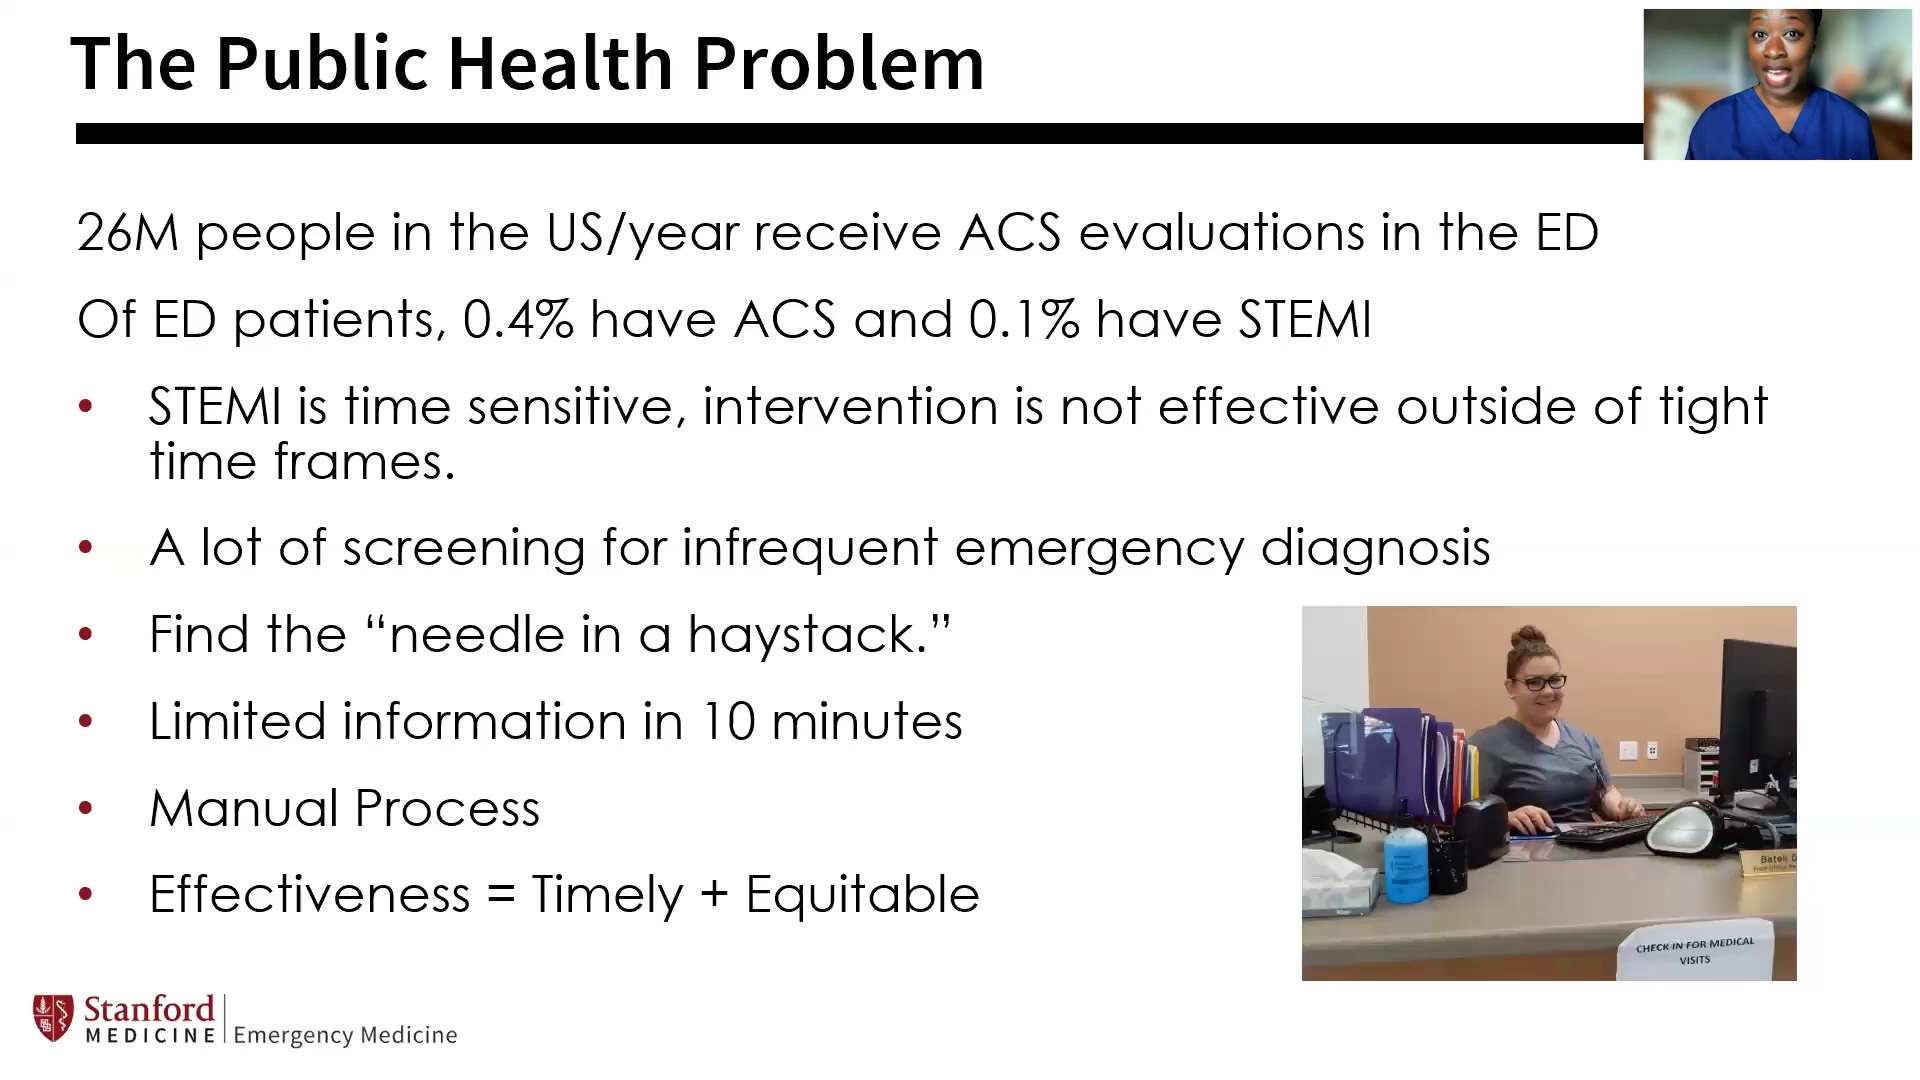 The Public Health Problem
26M people in the US/year receive ACS evaluations in the ED
Of ED patients, 0.4% have ACS and 0.1% have STEMI
• STEMI is time sensitive, intervention is not effective outside of tight
time frames.
• A lot of screening for infrequent emergency diagnosis
• Find the “needle in a haystack.”
• Limited information in 10 minutes
• Manual Process
• Effectiveness = Timely + Equitable
CHECK IN FOR MEDICAL
VISITS
Stanford
MEDICINE
Emergency Medicine